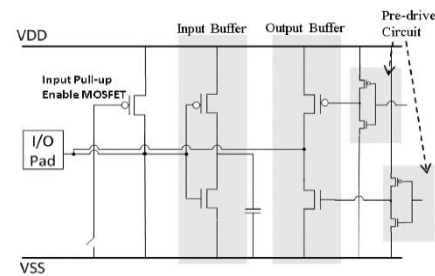 Pre-drive
Circuit
Input Buffer
Output Buffer
VDD
Input Pull-up
Enable MOSFET
I/O
Pad
VSS